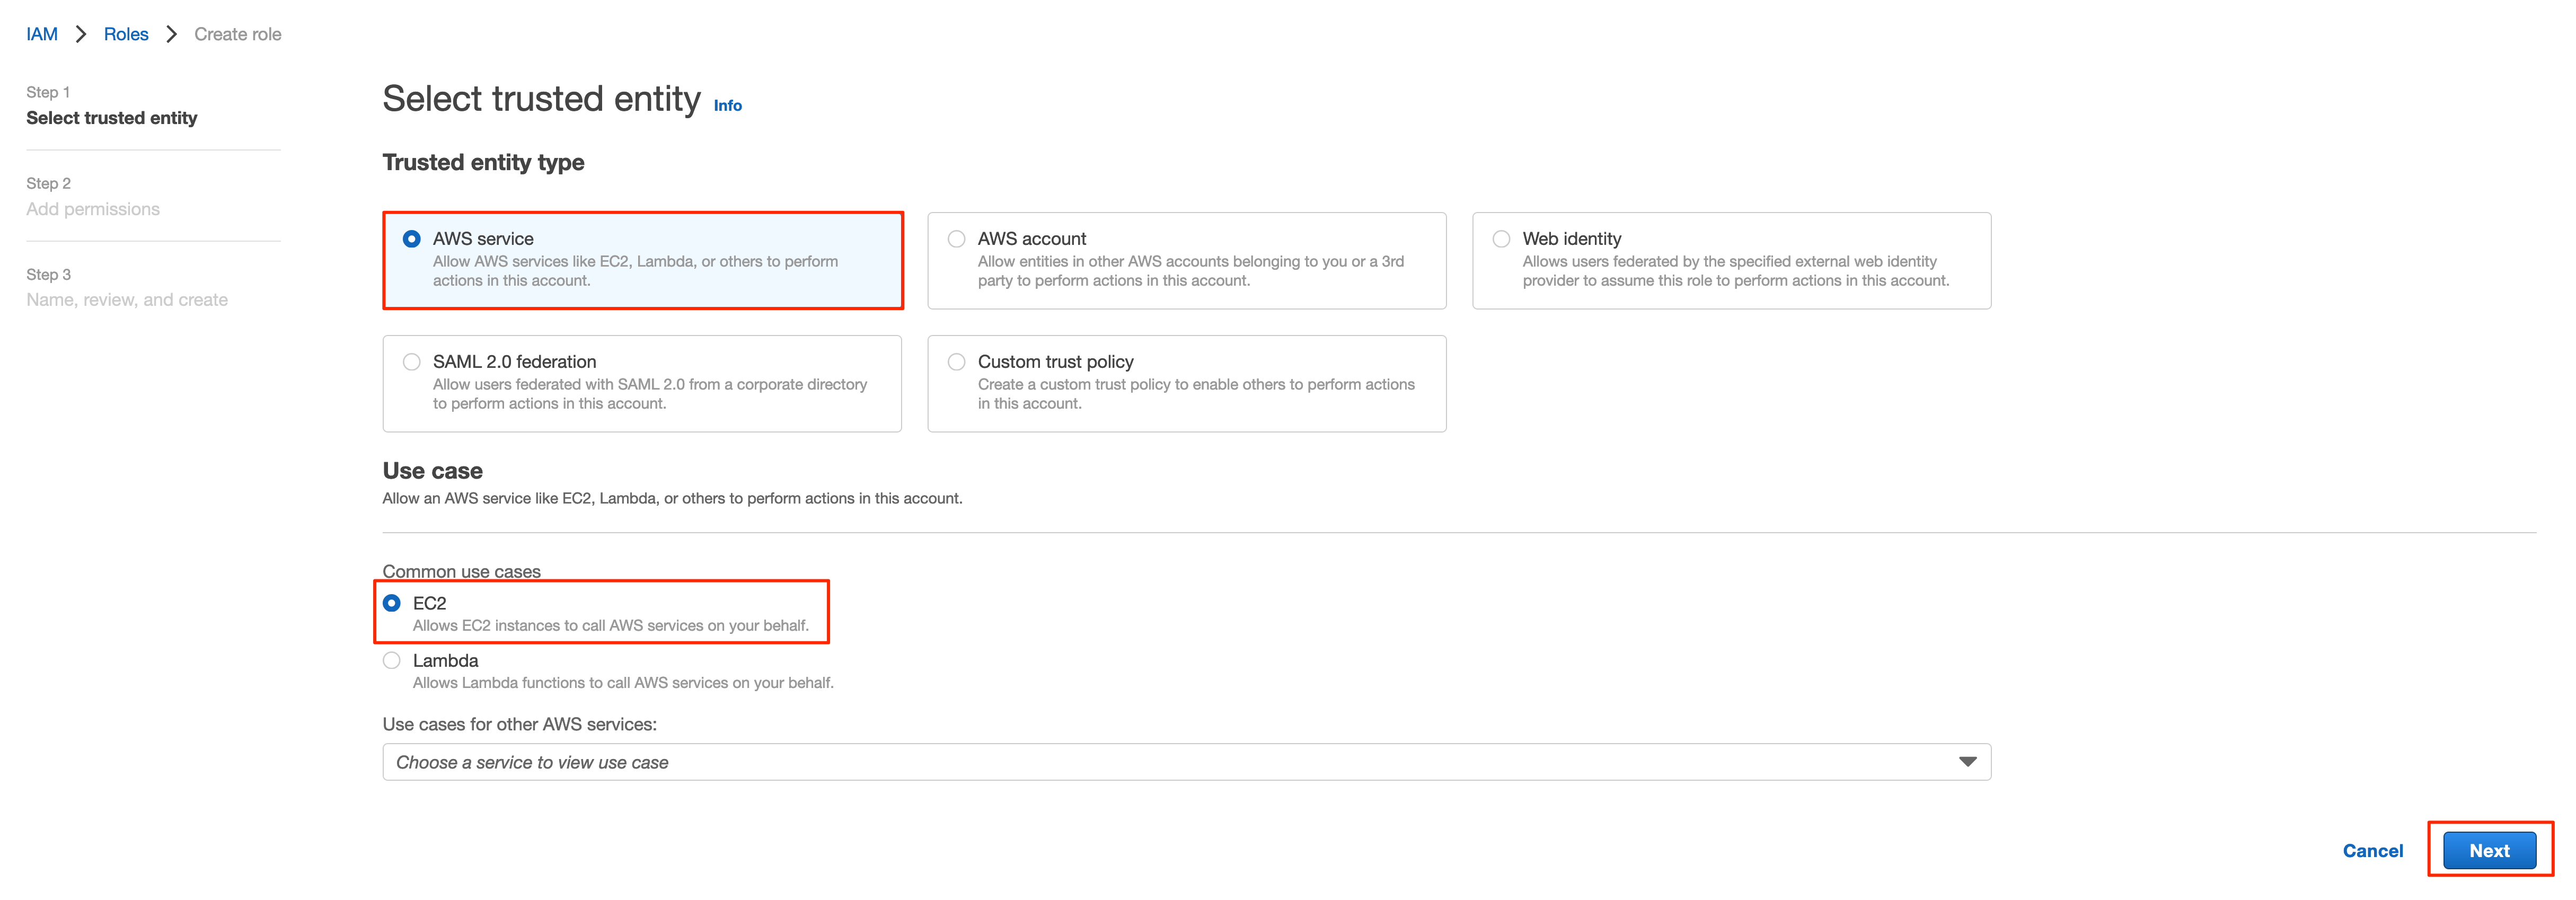 IAM > Roles > Create role
Step 1
Select trusted entity
Step 2
Add permissions
Step 3
Name, review, and create
Select trusted entity Info
Trusted entity type
AWS service
Allow AWS services like EC2, Lambda, or others to perform
actions in this account.
AWS account
Allow entities in other AWS accounts belonging to you or a 3rd
party to perform actions in this account.
Web identity
Allows users federated by the specified external web identity
provider to assume this role to perform actions in this account.
SAML 2.0 federation
Allow users federated with SAML 2.0 from a corporate directory
to perform actions in this account.
Custom trust policy
Create a custom trust policy to enable others to perform actions
in this account.
Use case
Allow an AWS service like EC2, Lambda, or others to perform actions in this account.
Common use cases
EC2
Allows EC2 instances to call AWS services on your behalf.
Lambda
Allows Lambda functions to call AWS services on your behalf.
Use cases for other AWS services:
Choose a service to view use case
Cancel
Next